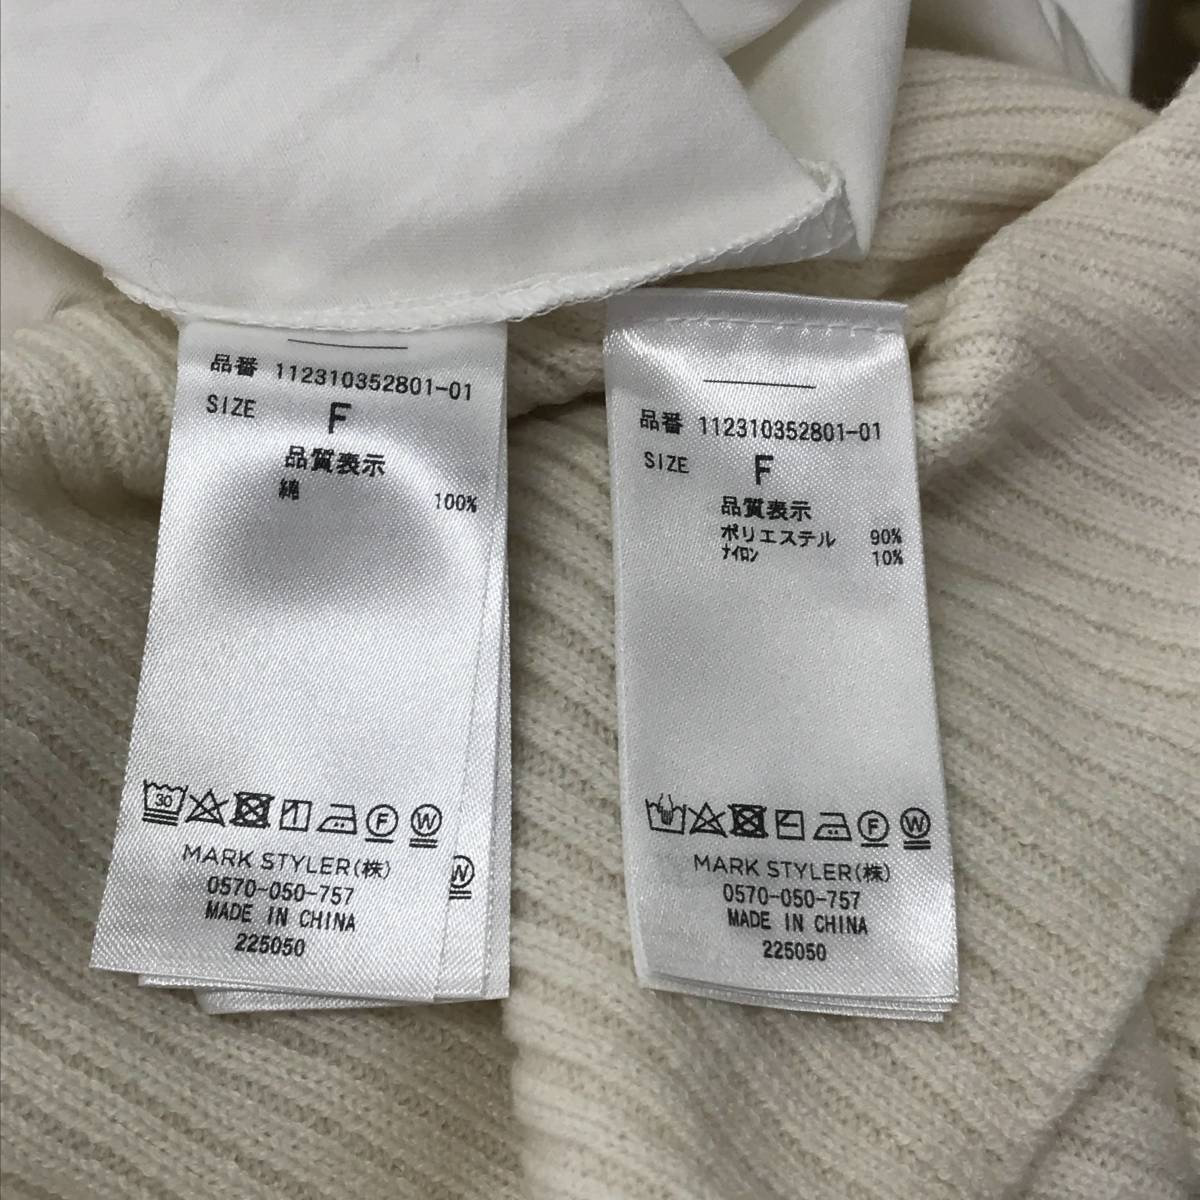 品番 112310352801-01
SIZE F
品質表示
綿 100%
30
F W
MARK STYLER(株)
0570-050-757
MADE IN CHINA
225050
W
品番 112310352801-01
SIZE F
品質表示
ポリエステル 90%
ナイロン 10%
F W
MARK STYLER(株)
0570-050-757
MADE IN CHINA
225050